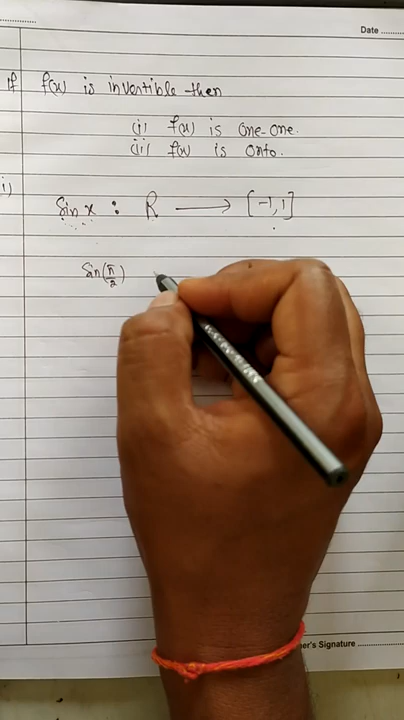 Date ..........
If f(x) is invertible then
(i) f(x) is one-one.
(ii) f(x) is onto.
i) Sin x : R ⟶ [-1,1]
Sin(π/2)
er's Signature ..........